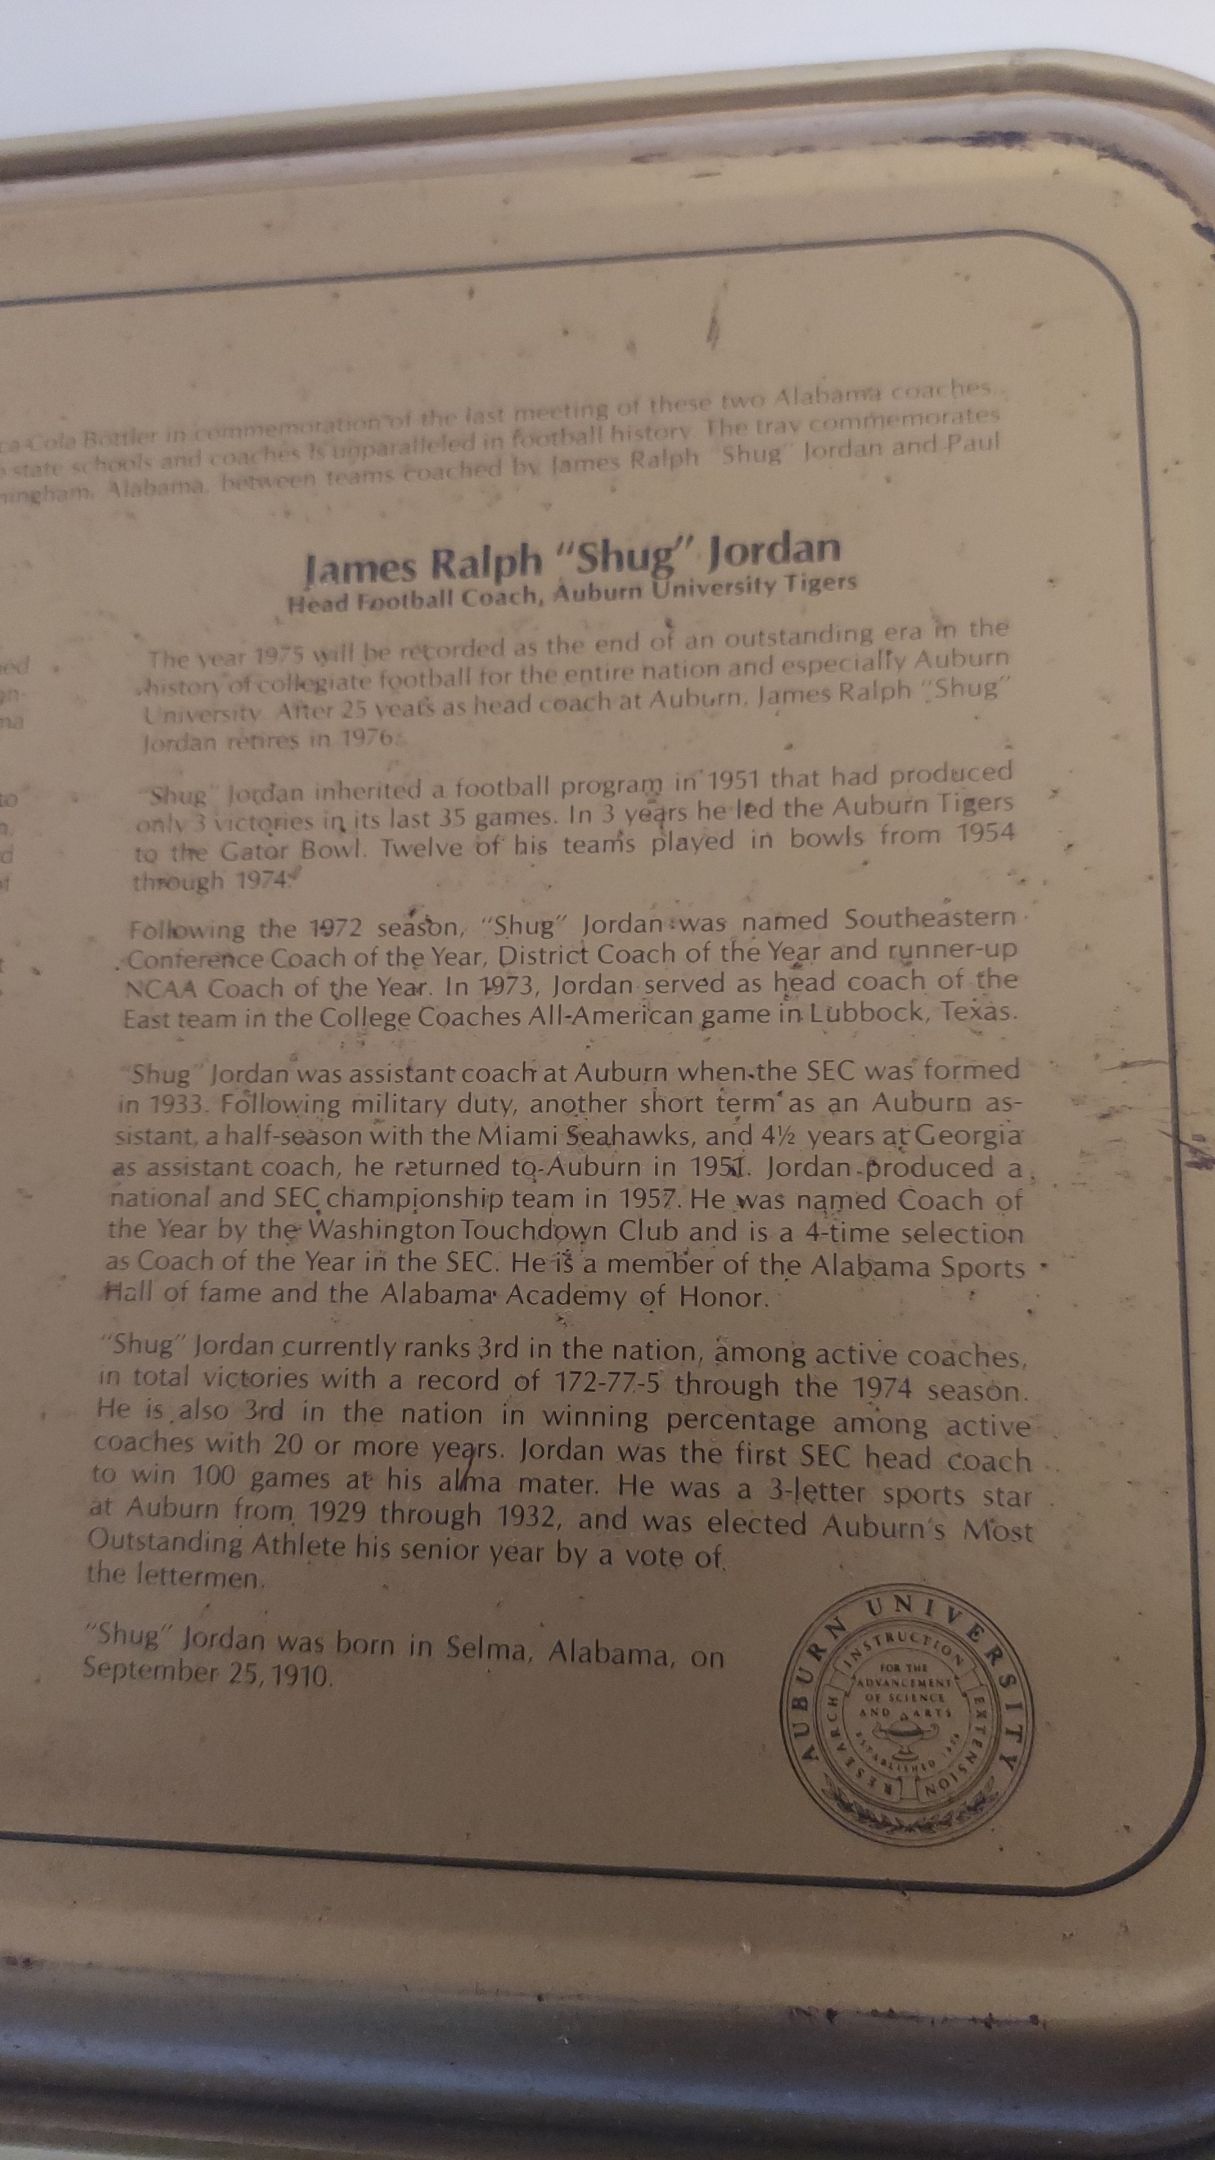 Cola Bottler in commemoration of the last meeting of these two Alabama coaches.
state schools and coaches is unparalleled in football history. The tray commemorates
Alabama, between teams coached by James Ralph "Shug" Jordan and Paul
James Ralph "Shug" Jordan
Head Football Coach, Auburn University Tigers
The year 1975 will be recorded as the end of an outstanding era in the
history of collegiate football for the entire nation and especially Auburn
University. After 25 years as head coach at Auburn, James Ralph "Shug"
Jordan retires in 1976.
"Shug" Jordan inherited a football program in 1951 that had produced
only 3 victories in its last 35 games. In 3 years he led the Auburn Tigers
to the Gator Bowl. Twelve of his teams played in bowls from 1954
through 1974.
Following the 1972 season, "Shug" Jordan was named Southeastern
Conference Coach of the Year, District Coach of the Year and runner-up
NCAA Coach of the Year. In 1973, Jordan served as head coach of the
East team in the College Coaches All-American game in Lubbock, Texas.
"Shug" Jordan was assistant coach at Auburn when the SEC was formed
in 1933. Following military duty, another short term as an Auburn as-
sistant, a half-season with the Miami Seahawks, and 4½ years at Georgia
as assistant coach, he returned to Auburn in 1951. Jordan produced a
national and SEC championship team in 1957. He was named Coach of
the Year by the Washington Touchdown Club and is a 4-time selection
as Coach of the Year in the SEC. He is a member of the Alabama Sports
Hall of fame and the Alabama Academy of Honor.
"Shug" Jordan currently ranks 3rd in the nation, among active coaches,
in total victories with a record of 172-77-5 through the 1974 season.
He is also 3rd in the nation in winning percentage among active
coaches with 20 or more years. Jordan was the first SEC head coach
to win 100 games at his alma mater. He was a 3-letter sports star
at Auburn from 1929 through 1932, and was elected Auburn's Most
Outstanding Athlete his senior year by a vote of
the lettermen.
"Shug" Jordan was born in Selma, Alabama, on
September 25, 1910.
AUBURN UNIVERSITY
RESEARCH INSTRUCTION EXTENSION
FOR THE
ADVANCEMENT
OF SCIENCE
AND ARTS
ESTABLISHED